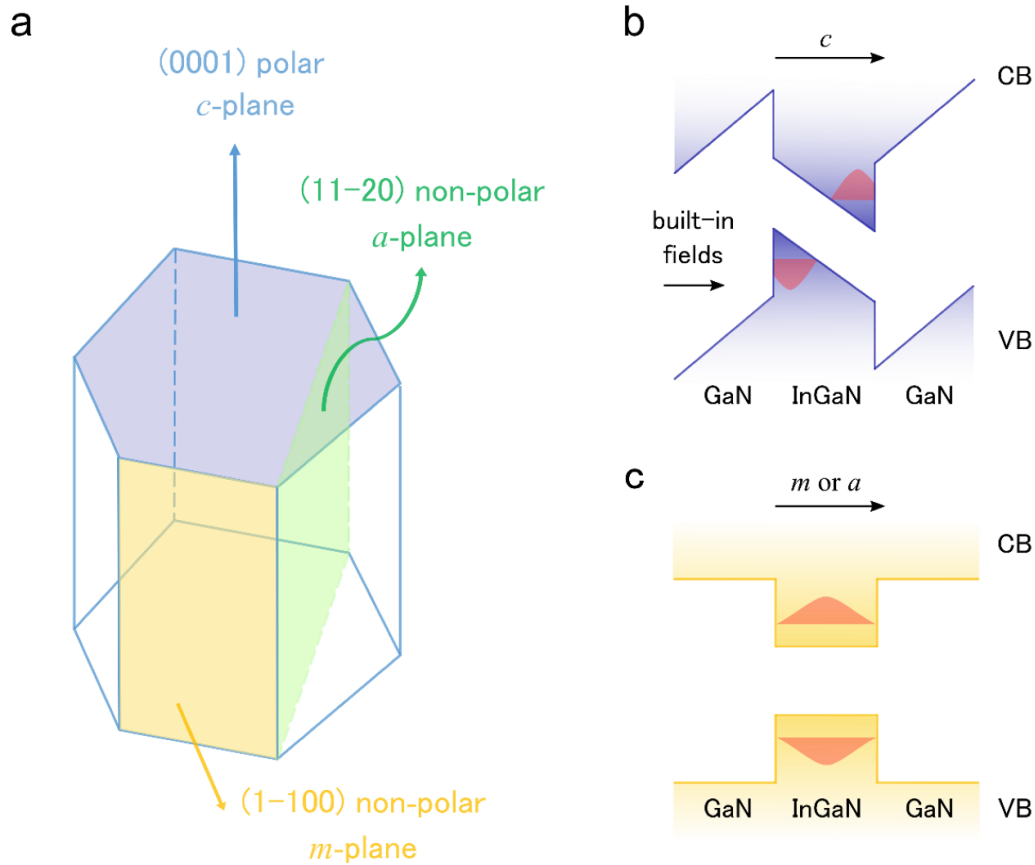 a
(0001) polar
c-plane
(11-20) non-polar
a-plane
(1-100) non-polar
m-plane
b
c
CB
built-in
fields
VB
GaN InGaN GaN
c
m or a
CB
GaN InGaN GaN
VB